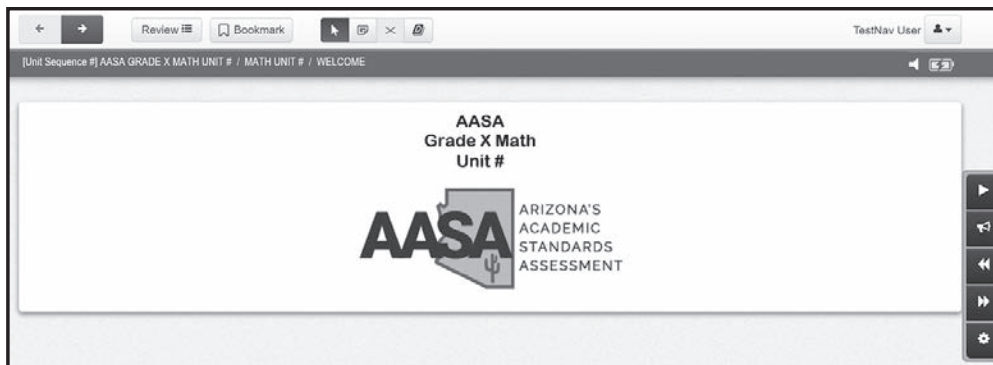 Review Bookmark TestNav User
[Unit Sequence #] AASA GRADE X MATH UNIT # / MATH UNIT # / WELCOME
AASA
Grade X Math
Unit #
AASA
ARIZONA'S
ACADEMIC
STANDARDS
ASSESSMENT